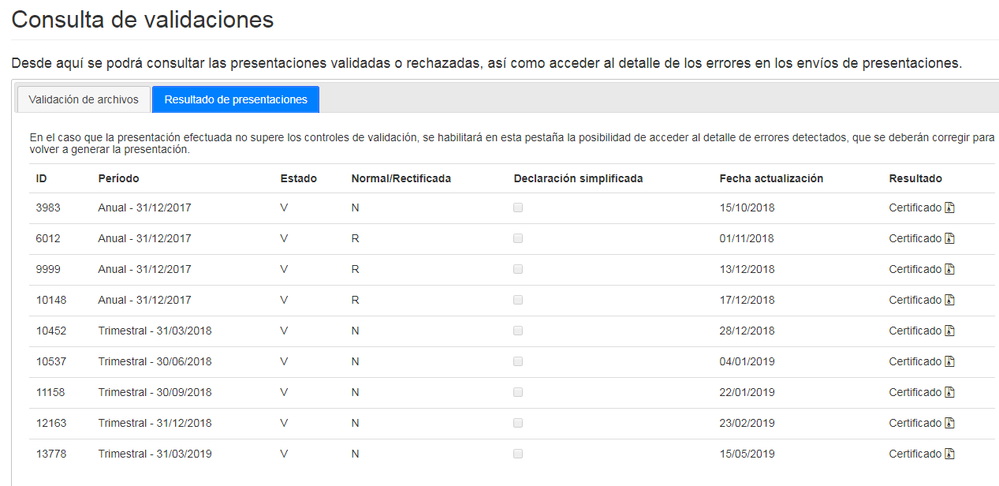 Consulta de validaciones
Desde aquí se podrá consultar las presentaciones validadas o rechazadas, así como acceder al detalle de los errores en los envíos de presentaciones.
Validación de archivos Resultado de presentaciones
En el caso que la presentación efectuada no supere los controles de validación, se habilitará en esta pestaña la posibilidad de acceder al detalle de errores detectados, que se deberán corregir para
volver a generar la presentación.
ID Período Estado Normal/Rectificada Declaración simplificada Fecha actualización Resultado
3983 Anual - 31/12/2017 V N 15/10/2018 Certificado
6012 Anual - 31/12/2017 V R 01/11/2018 Certificado
9999 Anual - 31/12/2017 V R 13/12/2018 Certificado
10148 Anual - 31/12/2017 V R 17/12/2018 Certificado
10452 Trimestral - 31/03/2018 V N 28/12/2018 Certificado
10537 Trimestral - 30/06/2018 V N 04/01/2019 Certificado
11158 Trimestral - 30/09/2018 V N 22/01/2019 Certificado
12163 Trimestral - 31/12/2018 V N 23/02/2019 Certificado
13778 Trimestral - 31/03/2019 V N 15/05/2019 Certificado